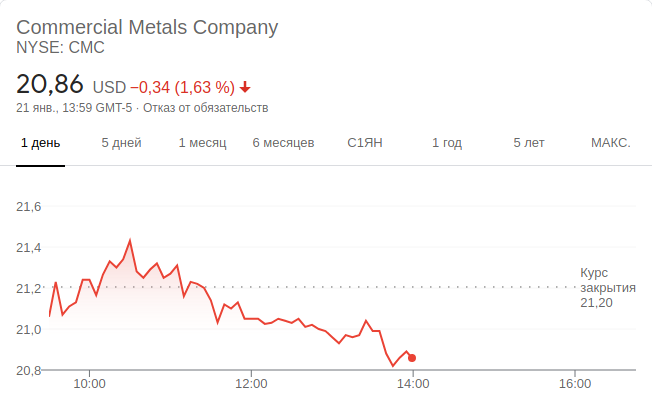 Commercial Metals Company
NYSE: CMC
20,86 USD −0,34 (1,63 %)
21 янв., 13:59 GMT-5 · Отказ от обязательств
1 день 5 дней 1 месяц 6 месяцев С1ЯН 1 год 5 лет МАКС.
21,6
21,4
Курс
21,2 закрытия
21,20
21,0
20,8
10:00 12:00 14:00 16:00